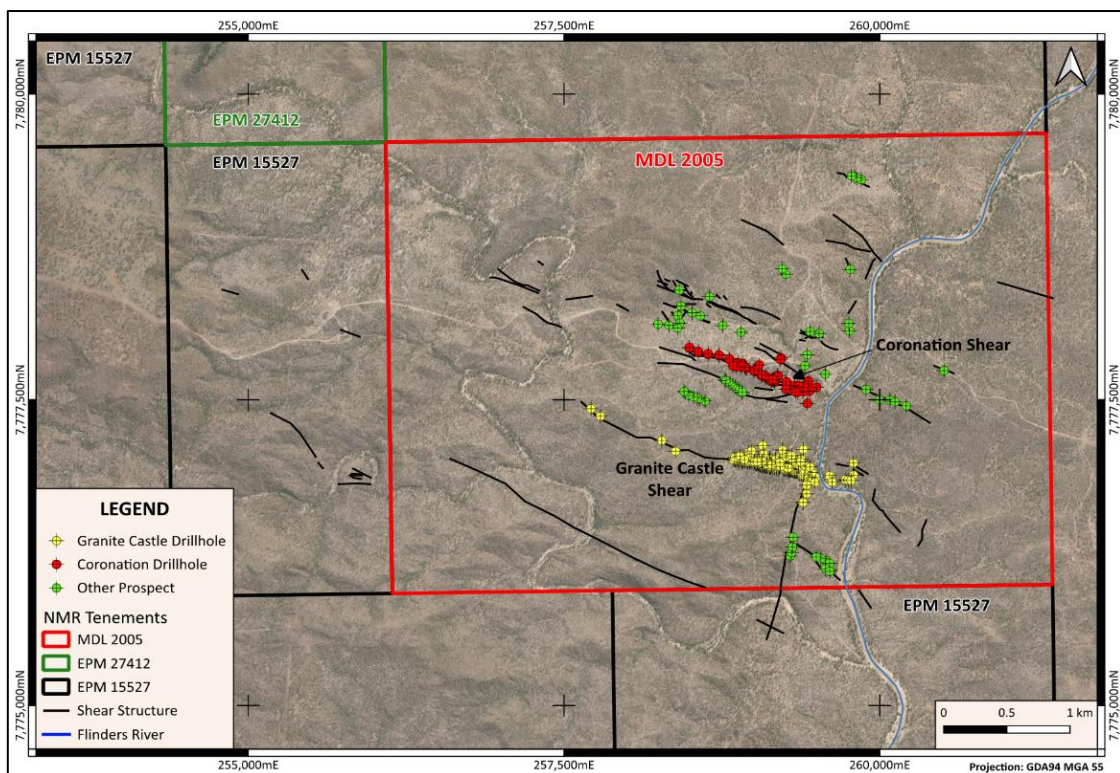 255,000mE
257,500mE
260,000mE
EPM 15527
7,780,000mN
7,780,000mN
EPM 27412
EPM 15527
MDL 2005
Coronation Shear
7,777,500mN
7,777,500mN
Granite Castle
Shear
LEGEND
Granite Castle Drillhole
Coronation Drillhole
Other Prospect
NMR Tenements
MDL 2005
EPM 27412
EPM 15527
Shear Structure
Flinders River
EPM 15527
7,775,000mN
7,775,000mN
0 0.5 1 km
255,000mE
257,500mE
260,000mE
Projection: GDA94 MGA 55